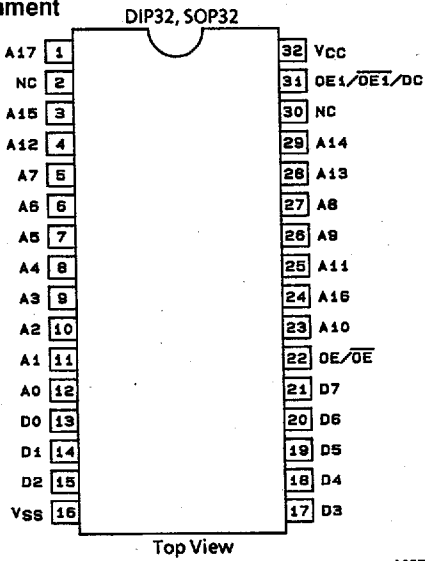 DIP32, SOP32
A17 1
NC 2
A15 3
A12 4
A7 5
A6 6
A5 7
A4 8
A3 9
A2 10
A1 11
A0 12
D0 13
D1 14
D2 15
VSS 16
32 VCC
31 OE1/OE1/DC
30 NC
29 A14
28 A13
27 A8
26 A9
25 A11
24 A16
23 A10
22 OE/OE
21 D7
20 D6
19 D5
18 D4
17 D3
Top View